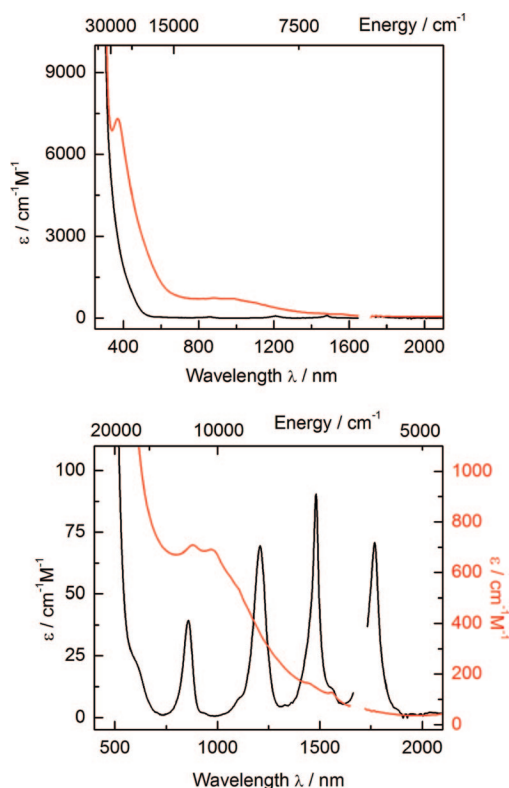 30000 15000 7500 Energy / cm-1
9000
6000
3000
0
ε / cm-1M-1
400 800 1200 1600 2000
Wavelength λ / nm
20000 10000 Energy / cm-1 5000
100
75
50
25
0
ε / cm-1M-1
1000
800
600
400
200
0
ε / cm-1M-1
500 1000 1500 2000
Wavelength λ / nm